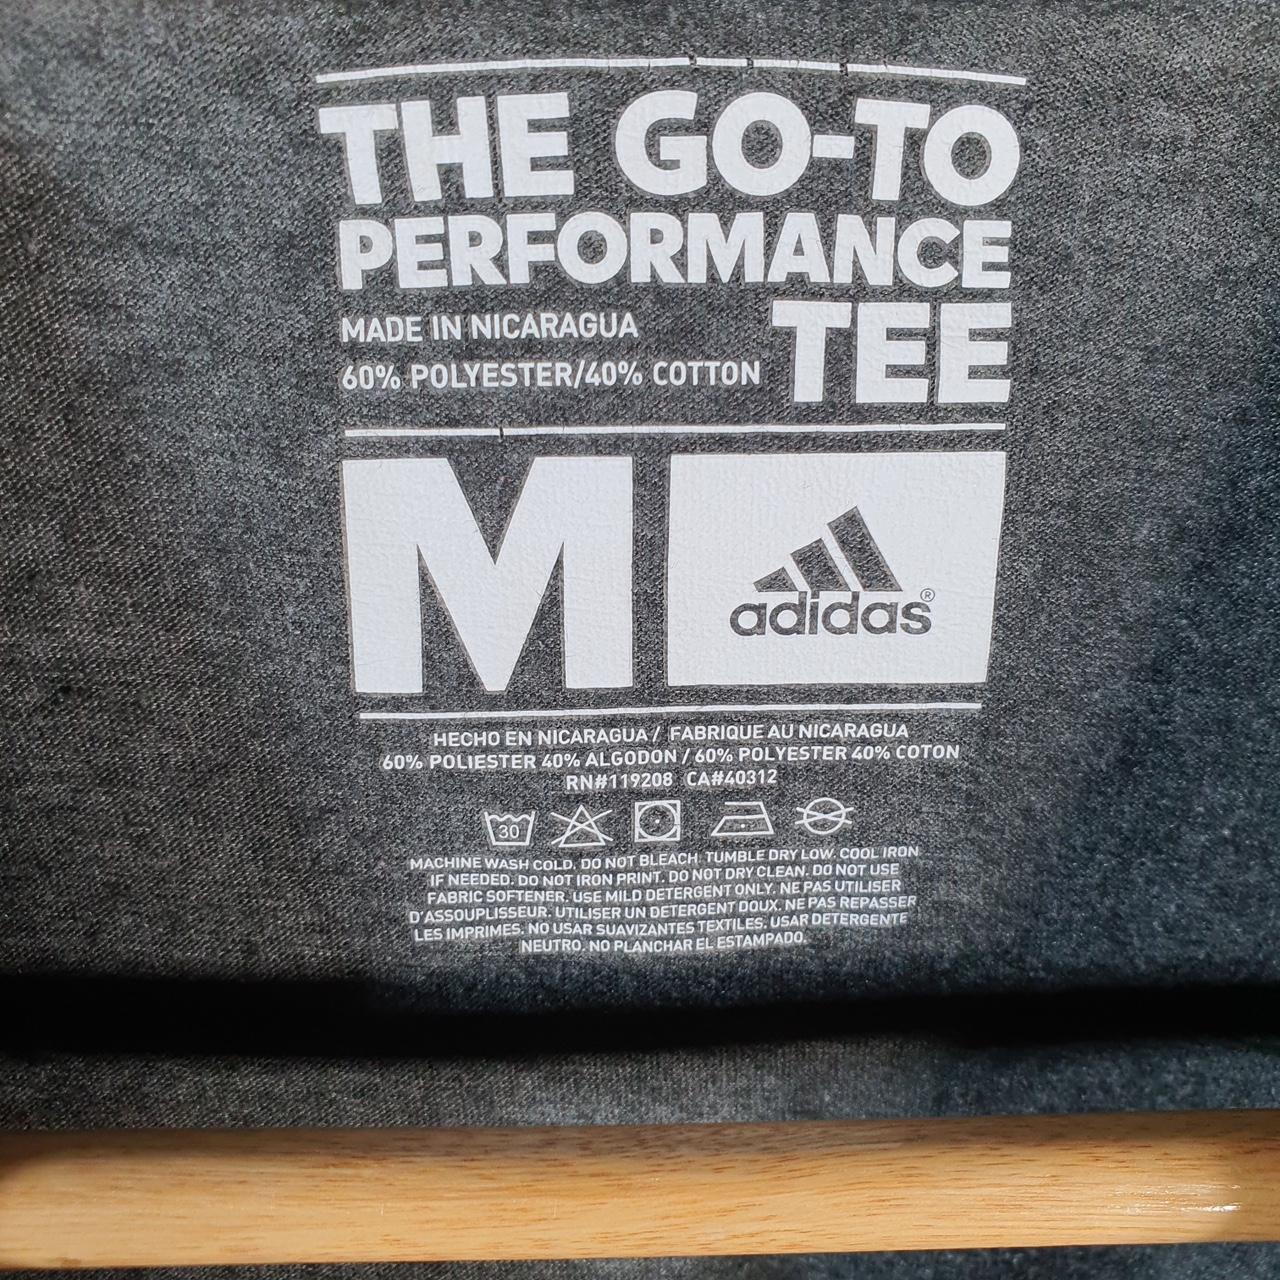 THE GO-TO
PERFORMANCE
MADE IN NICARAGUA
60% POLYESTER/40% COTTON
TEE
M
adidas®
HECHO EN NICARAGUA / FABRIQUE AU NICARAGUA
60% POLIESTER 40% ALGODON / 60% POLYESTER 40% COTON
RN#119208 CA#40312
30
MACHINE WASH COLD. DO NOT BLEACH. TUMBLE DRY LOW. COOL IRON
IF NEEDED. DO NOT IRON PRINT. DO NOT DRY CLEAN. DO NOT USE
FABRIC SOFTENER. USE MILD DETERGENT ONLY. NE PAS UTILISER
D'ASSOUPLISSEUR. UTILISER UN DETERGENT DOUX. NE PAS REPASSER
LES IMPRIMES. NO USAR SUAVIZANTES TEXTILES. USAR DETERGENTE
NEUTRO. NO PLANCHAR EL ESTAMPADO.